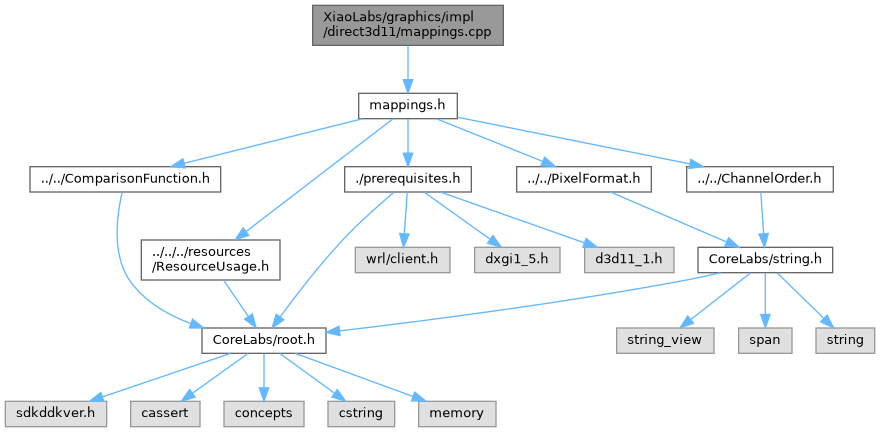 XiaoLabs/graphics/impl
/direct3d11/mappings.cpp
mappings.h
../../ComparisonFunction.h
./prerequisites.h
../../PixelFormat.h
../../ChannelOrder.h
../../../resources
/ResourceUsage.h
wrl/client.h
dxgi1_5.h
d3d11_1.h
CoreLabs/string.h
CoreLabs/root.h
string_view
span
string
sdkddkver.h
cassert
concepts
cstring
memory